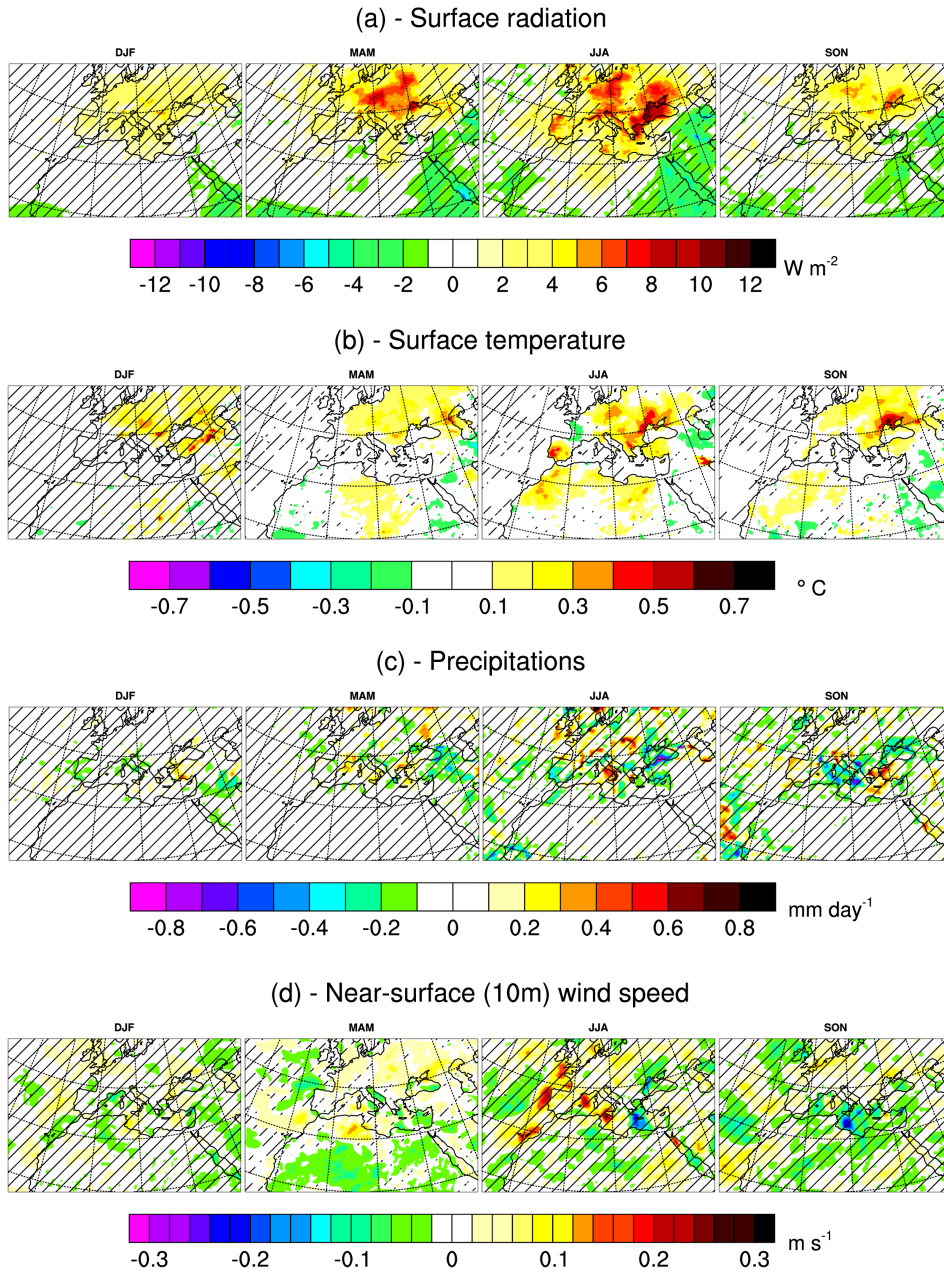 (a) - Surface radiation
DJF MAM JJA SON
-12 -10 -8 -6 -4 -2 0 2 4 6 8 10 12 W m-2
(b) - Surface temperature
DJF MAM JJA SON
-0.7 -0.5 -0.3 -0.1 0.1 0.3 0.5 0.7 ° C
(c) - Precipitations
DJF MAM JJA SON
-0.8 -0.6 -0.4 -0.2 0 0.2 0.4 0.6 0.8 mm day-1
(d) - Near-surface (10m) wind speed
DJF MAM JJA SON
-0.3 -0.2 -0.1 0 0.1 0.2 0.3 m s-1